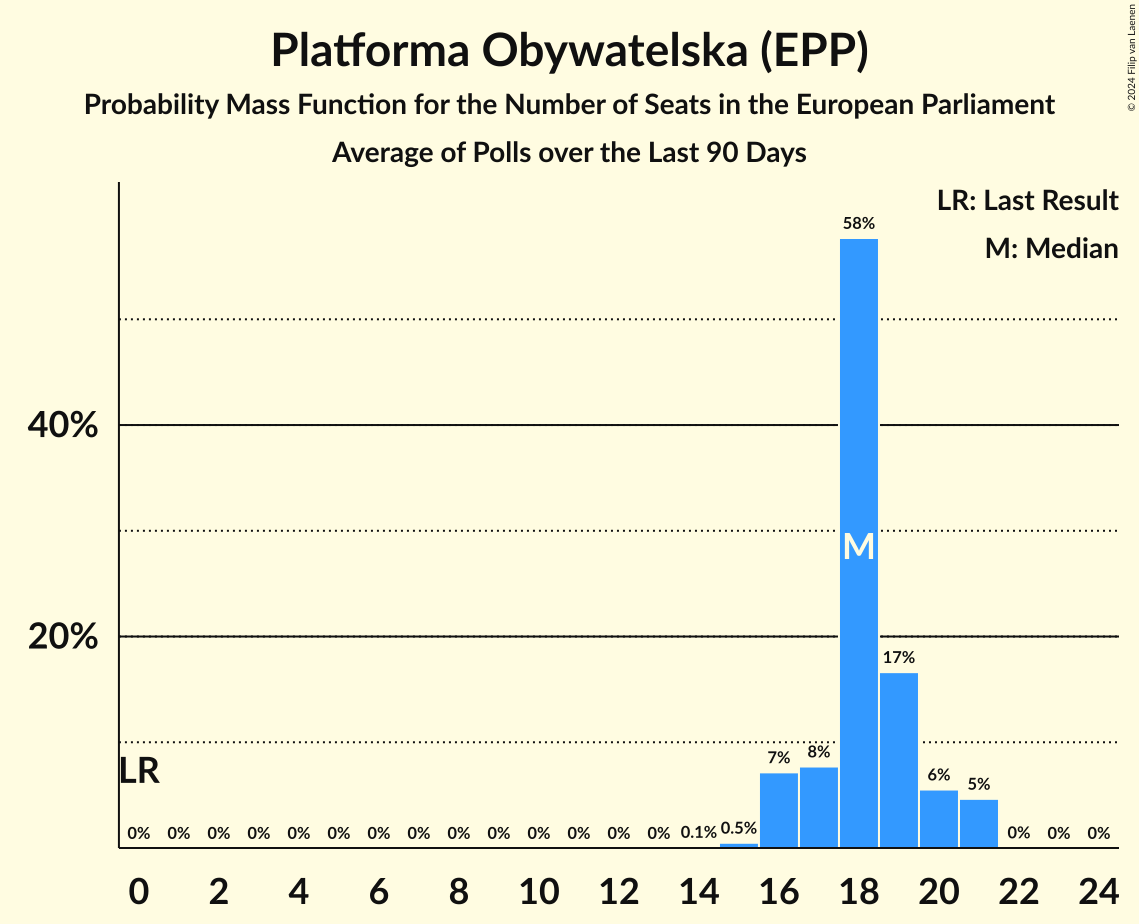 Platforma Obywatelska (EPP)
Probability Mass Function for the Number of Seats in the European Parliament
Average of Polls over the Last 90 Days
© 2024 Filip van Laenen
LR: Last Result
M: Median
58%
40%
M
20%
17%
7% 8% 6% 5%
LR
0% 0% 0% 0% 0% 0% 0% 0% 0% 0% 0% 0% 0% 0% 0.1% 0.5% 0% 0% 0%
0 2 4 6 8 10 12 14 16 18 20 22 24